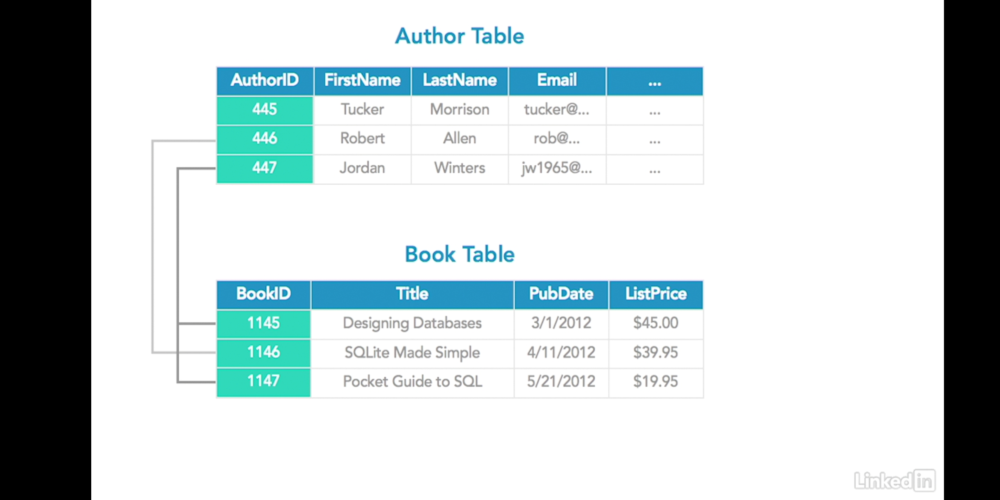 Author Table
AuthorID FirstName LastName Email ...
445 Tucker Morrison tucker@... ...
446 Robert Allen rob@... ...
447 Jordan Winters jw1965@... ...
Book Table
BookID Title PubDate ListPrice
1145 Designing Databases 3/1/2012 $45.00
1146 SQLite Made Simple 4/11/2012 $39.95
1147 Pocket Guide to SQL 5/21/2012 $19.95
Linked in